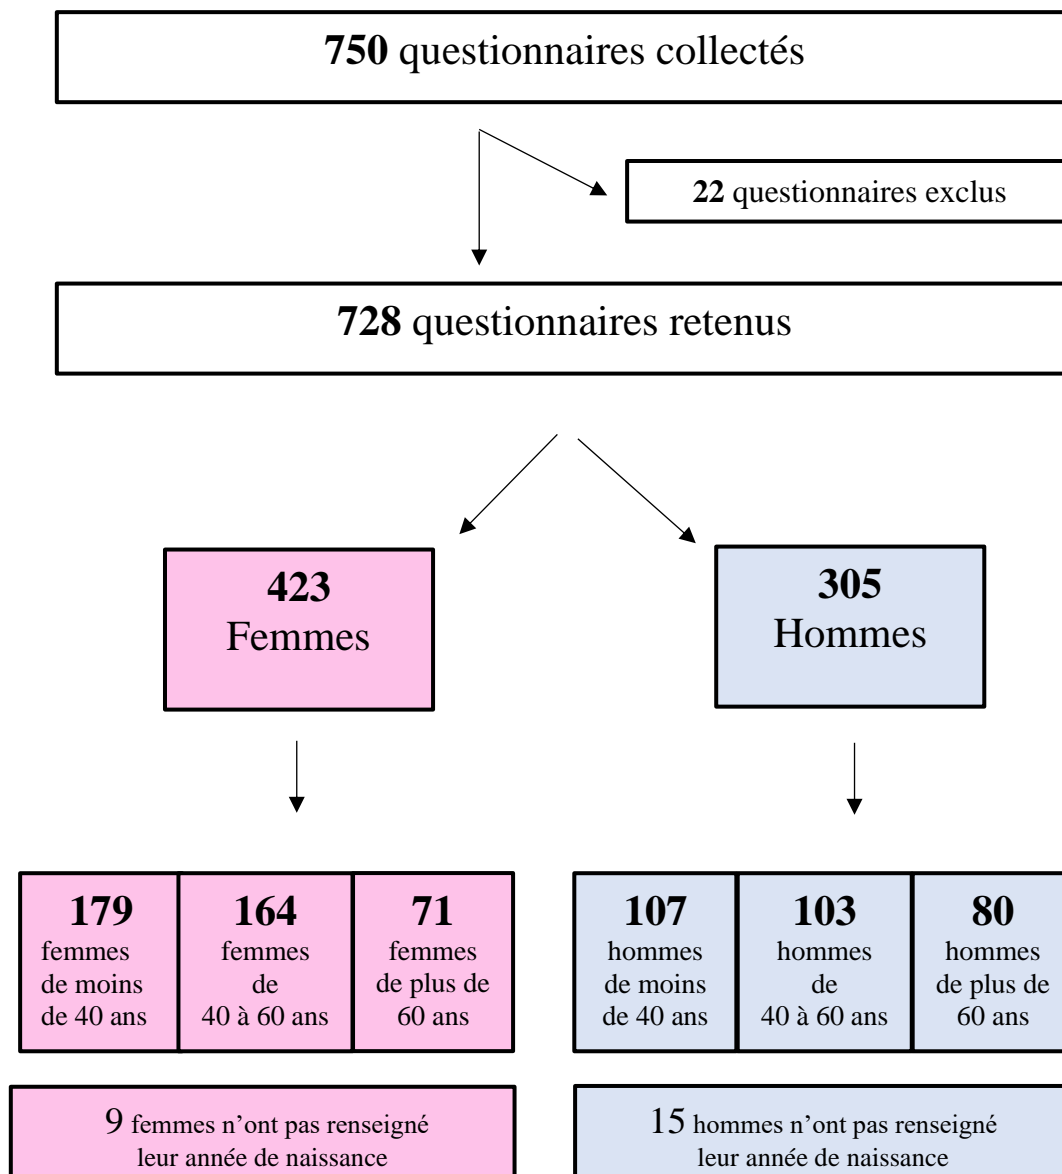 750 questionnaires collectés
22 questionnaires exclus
728 questionnaires retenus
423
Femmes
305
Hommes
179
femmes
de moins
de 40 ans
164
femmes
de
40 à 60 ans
71
femmes
de plus de
60 ans
107
hommes
de moins
de 40 ans
103
hommes
de
40 à 60 ans
80
hommes
de plus de
60 ans
9 femmes n’ont pas renseigné
leur année de naissance
15 hommes n’ont pas renseigné
leur année de naissance